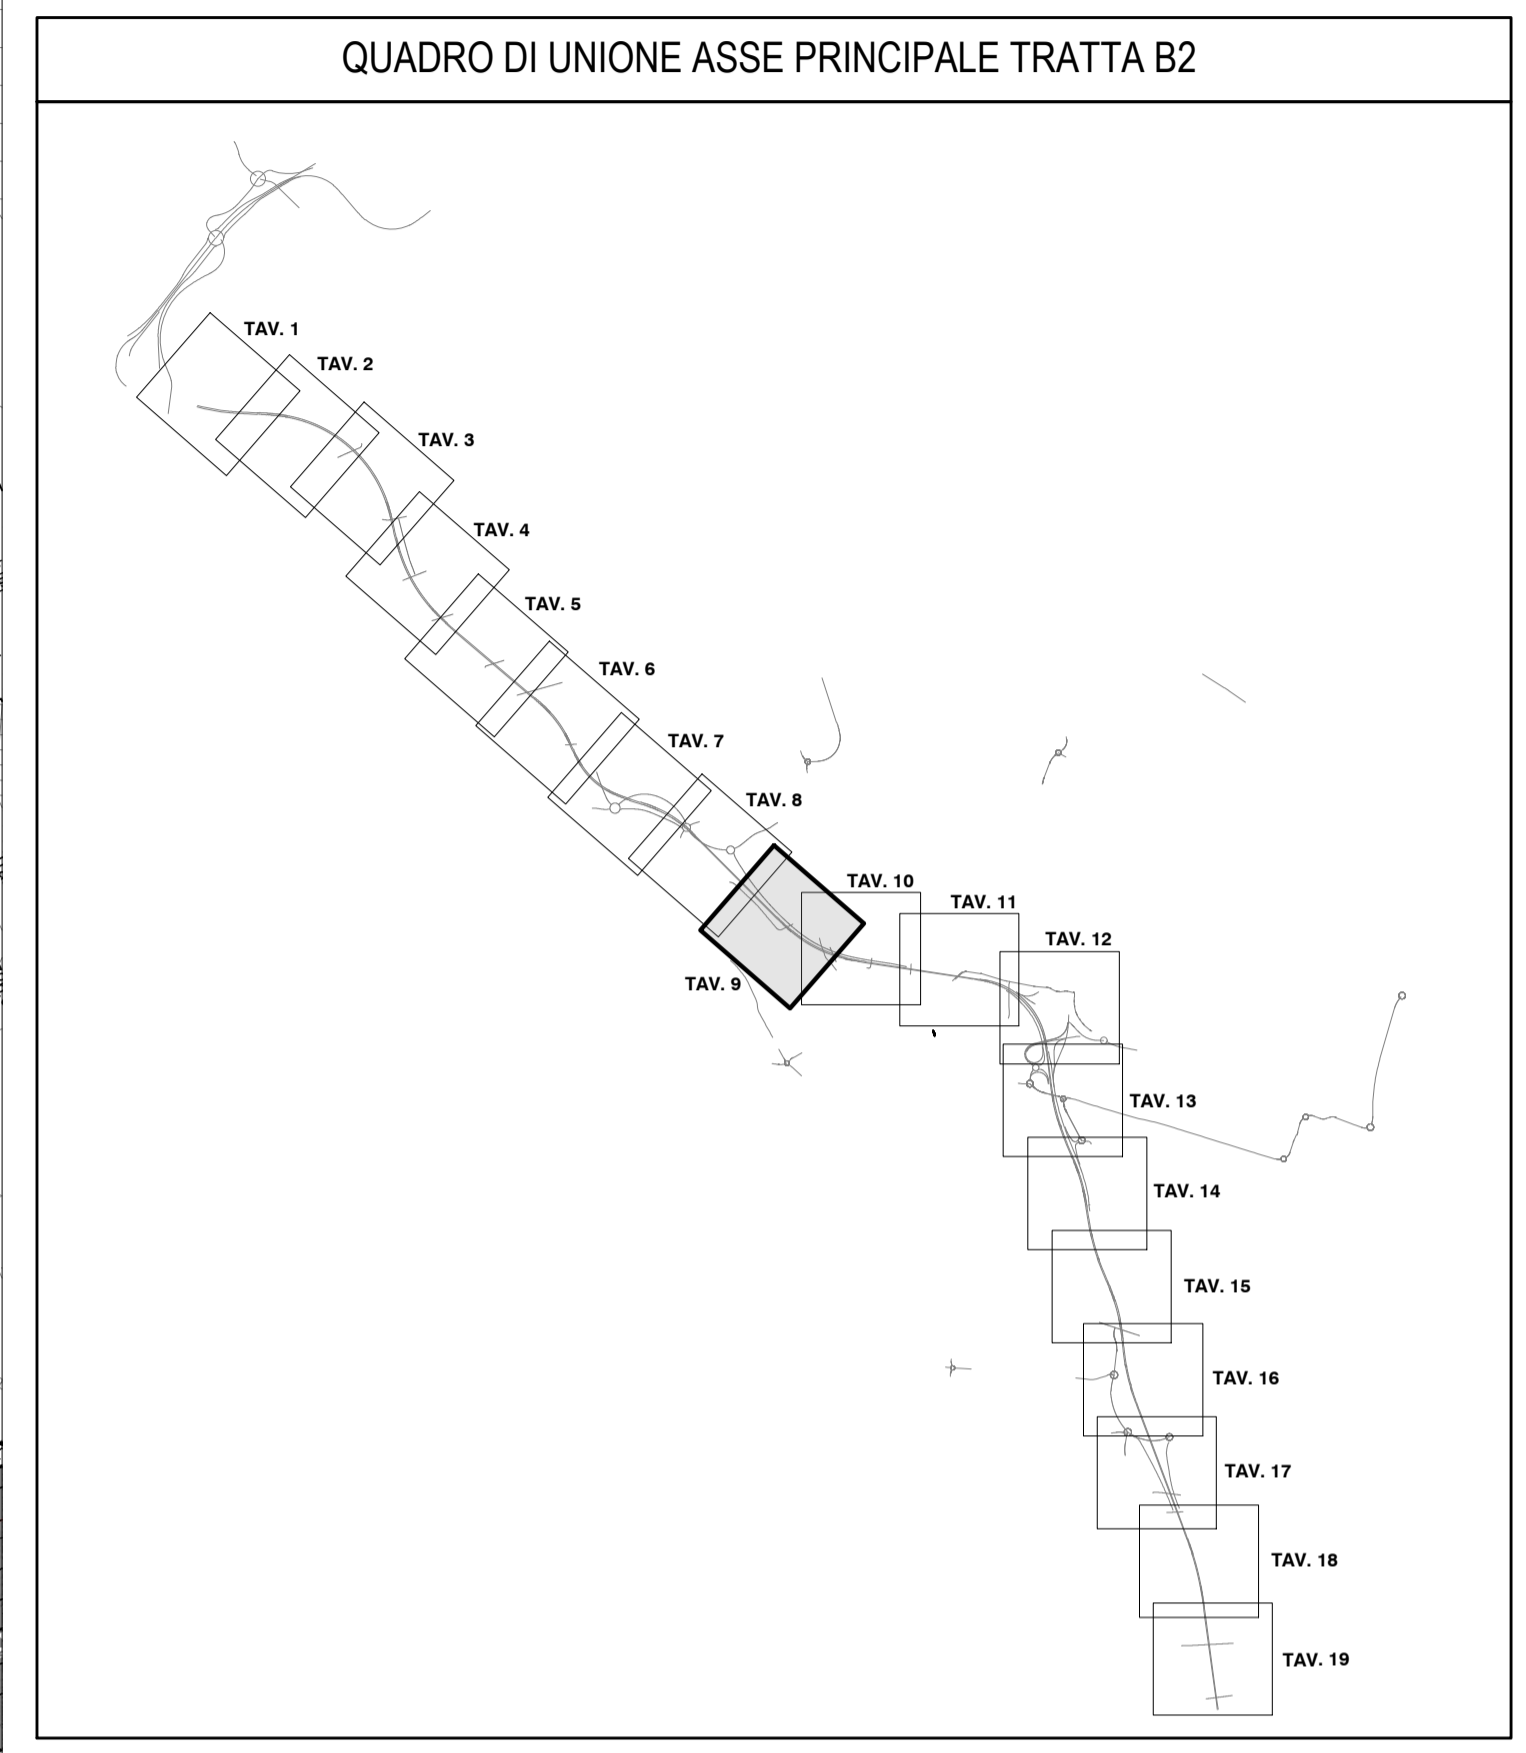 QUADRO DI UNIONE ASSE PRINCIPALE TRATTA B2
TAV. 1
TAV. 2
TAV. 3
TAV. 4
TAV. 5
TAV. 6
TAV. 7
TAV. 8
TAV. 9
TAV. 10
TAV. 11
TAV. 12
TAV. 13
TAV. 14
TAV. 15
TAV. 16
TAV. 17
TAV. 18
TAV. 19